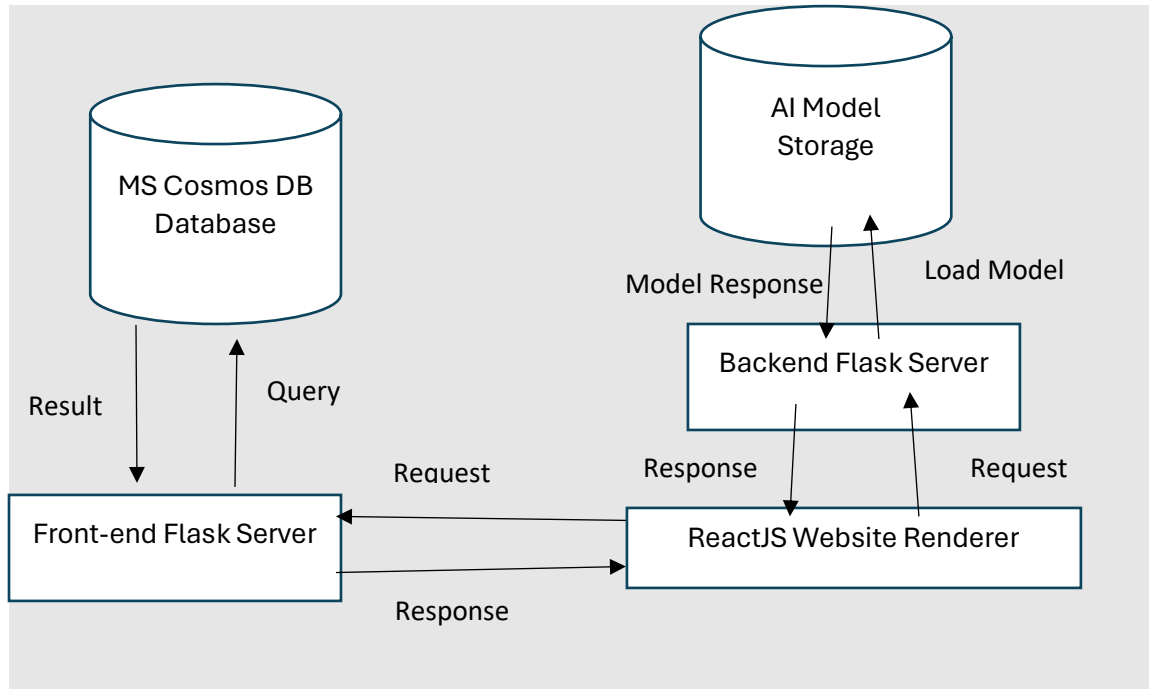 AI Model
Storage
MS Cosmos DB
Database
Model Response
Load Model
Backend Flask Server
Result
Query
Request
Response
Request
Front-end Flask Server
ReactJS Website Renderer
Response